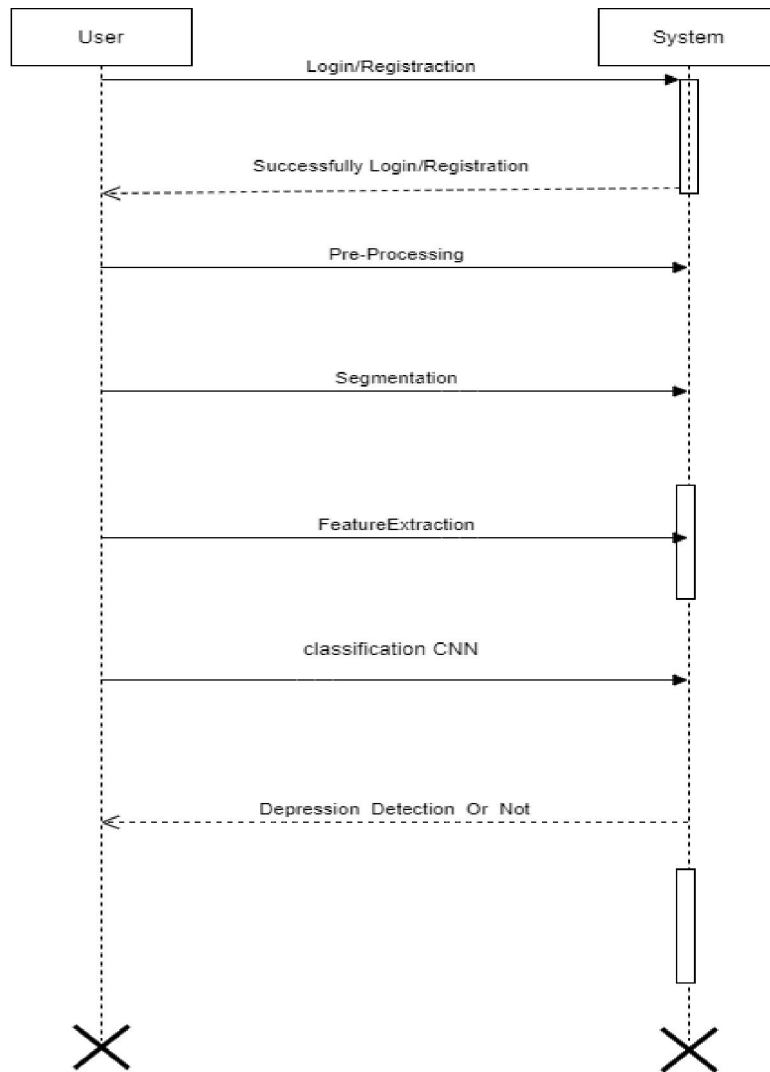 User
System
Login/Registraction
Successfully Login/Registration
Pre-Processing
Segmentation
FeatureExtraction
classification CNN
Depression Detection Or Not